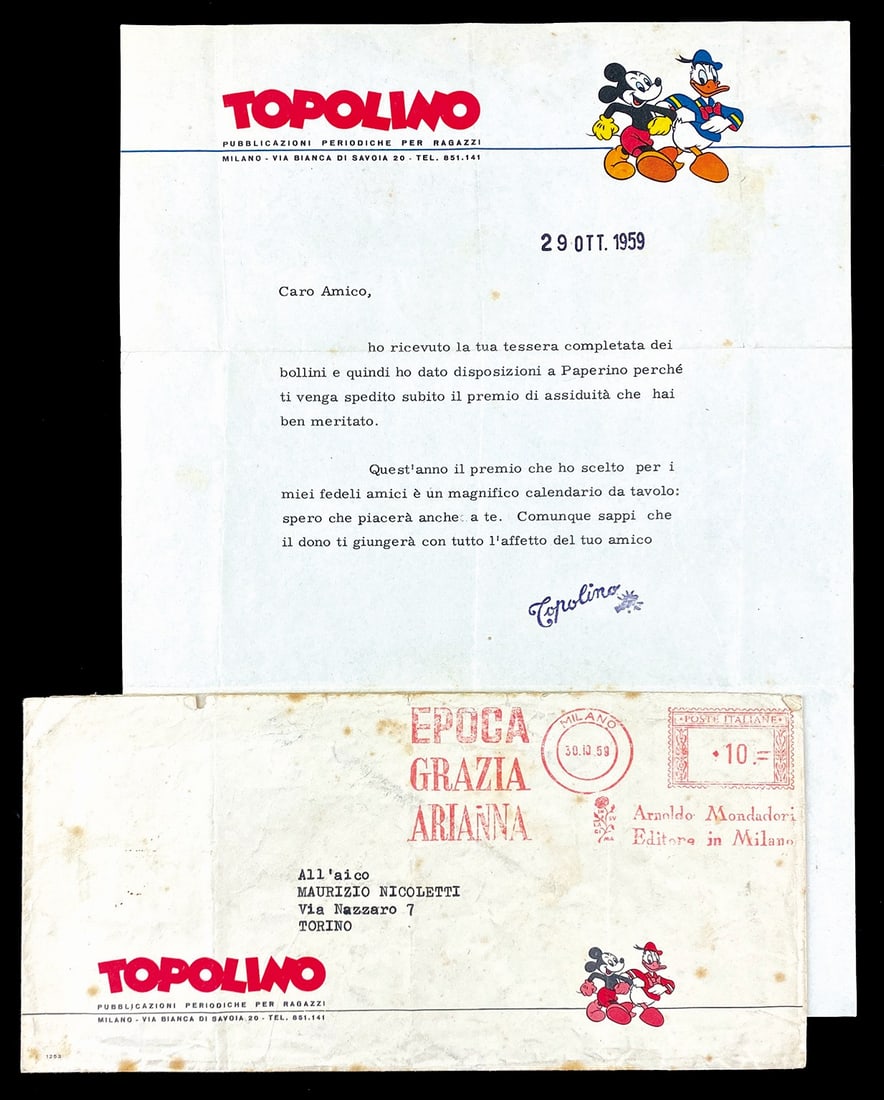 TOPOLINO
PUBBLICAZIONI PERIODICHE PER RAGAZZI
MILANO - VIA BIANCA DI SAVOIA 20 - TEL. 851.141
29 OTT. 1959
Caro Amico,
ho ricevuto la tua tessera completata dei
bollini e quindi ho dato disposizioni a Paperino perché
ti venga spedito subito il premio di assiduità che hai
ben meritato.
Quest'anno il premio che ho scelto per i
miei fedeli amici è un magnifico calendario da tavolo:
spero che piacerà anche a te. Comunque sappi che
il dono ti giungerà con tutto l'affetto del tuo amico
Topolino
EPOCA
GRAZIA
ARIANNA
MILANO
30.10.59
POSTE ITALIANE
10.=
Arnoldo Mondadori
Editore in Milano
All'aico
MAURIZIO NICOLETTI
Via Nazzaro 7
TORINO
TOPOLINO
PUBBLICAZIONI PERIODICHE PER RAGAZZI
MILANO - VIA BIANCA DI SAVOIA 20 - TEL. 851.141
1253